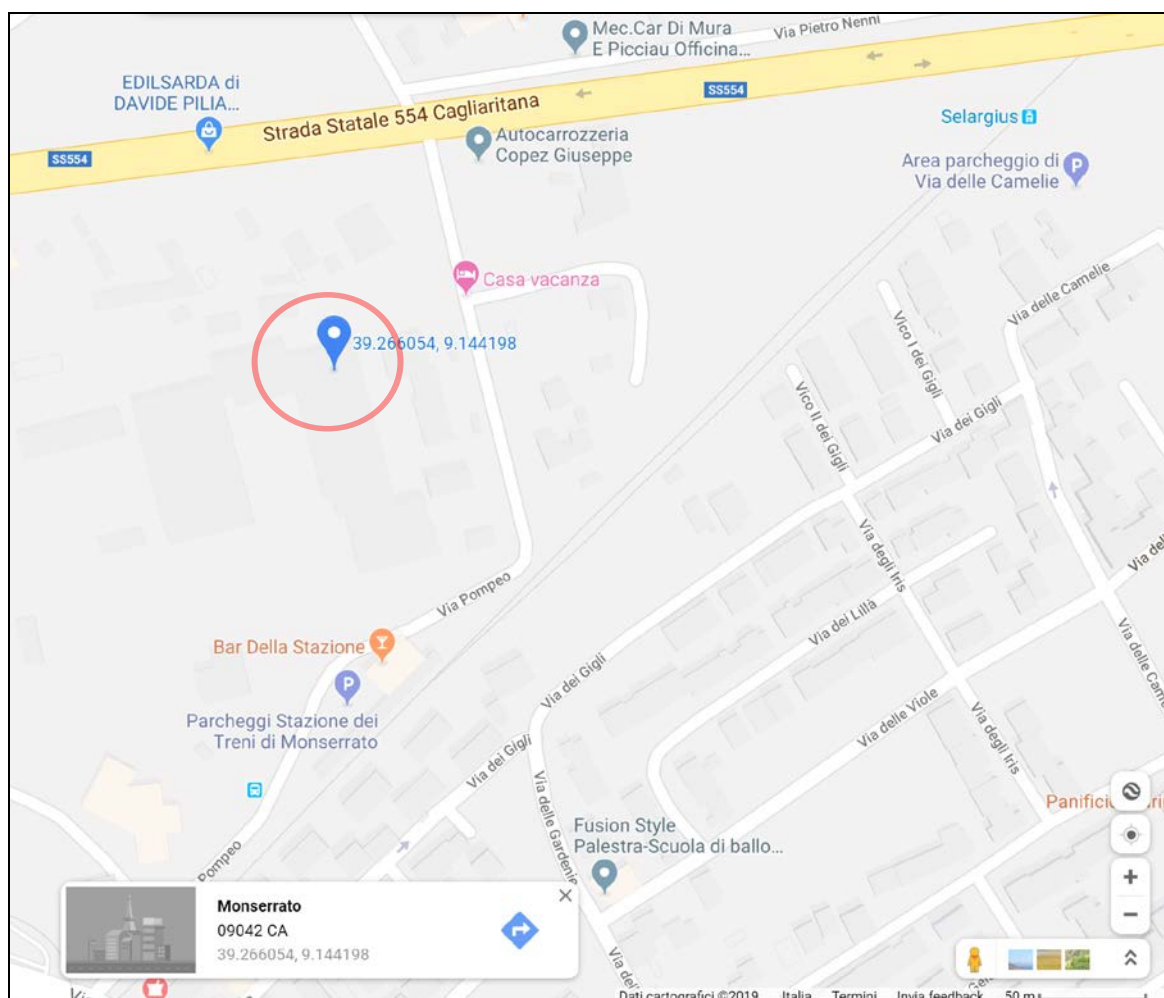 Mec.Car Di Mura
E Picciau Officina...
Via Pietro Nenni
EDILSARDA di
DAVIDE PILIA...
SS554
Strada Statale 554 Cagliaritana
Autocarrozzeria
Copez Giuseppe
Selargius
SS554
Area parcheggio di
Via delle Camelie
P
Casa vacanza
Via delle Camelie
39.266054, 9.144198
Vico I dei Gigli
Vico II dei Gigli
Via dei Gigli
Via degli Iris
Via Pompeo
Via dei Lillà
Bar Della Stazione
P
Via dei Gigli
Parcheggi Stazione dei
Treni di Monserrato
Via delle Viole
Via degli Iris
Via dei Gigli
Via delle Gardenie
Fusion Style
Palestra-Scuola di ballo...
Pompeo
Monserrato
09042 CA
39.266054, 9.144198
Dati cartografici ©2019 Italia Termini Invia feedback 50 m